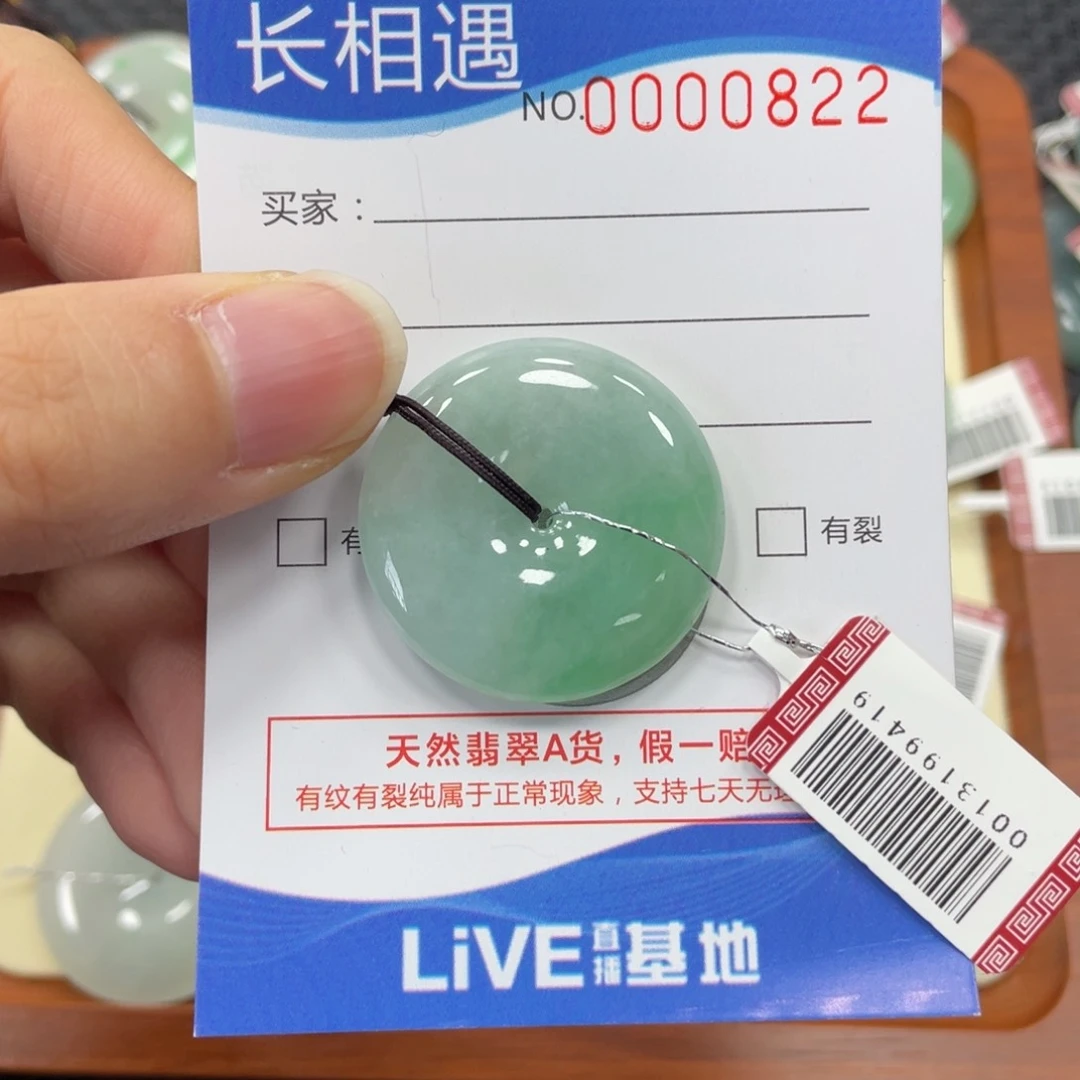 长相遇
NO.0000822
买家：
有
有裂
天然翡翠A货，假一赔
有纹有裂纯属于正常现象，支持七天无
0013199419
LiVE直播基地